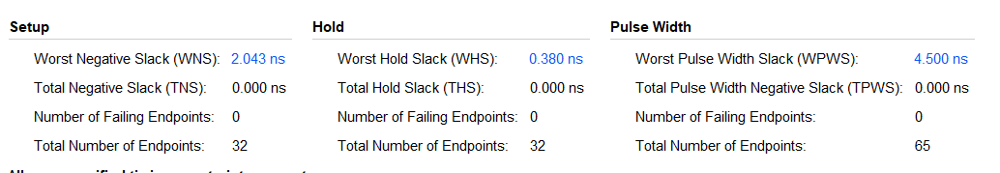 Setup
Worst Negative Slack (WNS): 2.043 ns
Total Negative Slack (TNS): 0.000 ns
Number of Failing Endpoints: 0
Total Number of Endpoints: 32
Hold
Worst Hold Slack (WHS): 0.380 ns
Total Hold Slack (THS): 0.000 ns
Number of Failing Endpoints: 0
Total Number of Endpoints: 32
Pulse Width
Worst Pulse Width Slack (WPWS): 4.500 ns
Total Pulse Width Negative Slack (TPWS): 0.000 ns
Number of Failing Endpoints: 0
Total Number of Endpoints: 65